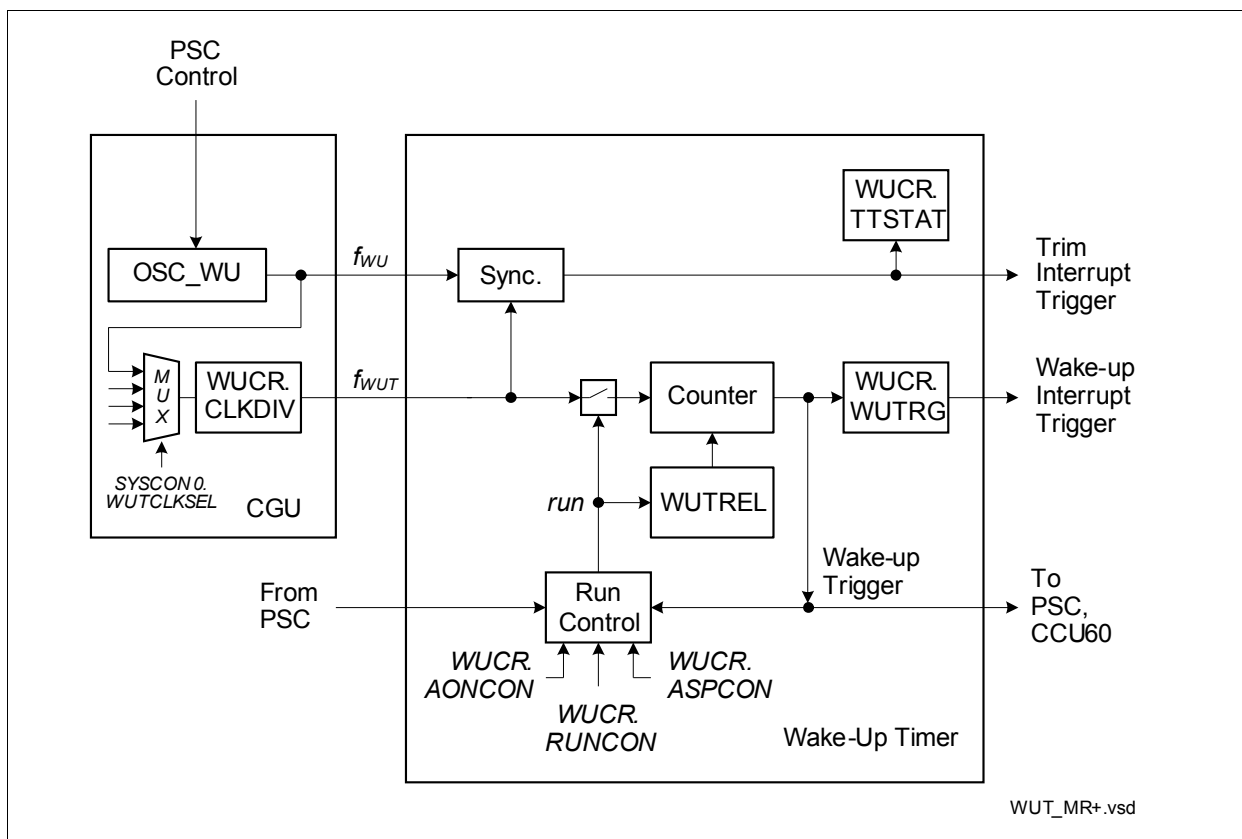 PSC
Control
OSC_WU
fWU
Sync.
WUCR.
TTSTAT
Trim
Interrupt
Trigger
M
U
X
WUCR.
CLKDIV
fWUT
Counter
WUCR.
WUTRG
Wake-up
Interrupt
Trigger
SYSCON0.
WUTCLKSEL
CGU
run
WUTREL
From
PSC
Run
Control
Wake-up
Trigger
To
PSC,
CCU60
WUCR.
AONCON
WUCR.
RUNCON
WUCR.
ASPCON
Wake-Up Timer
WUT_MR+.vsd